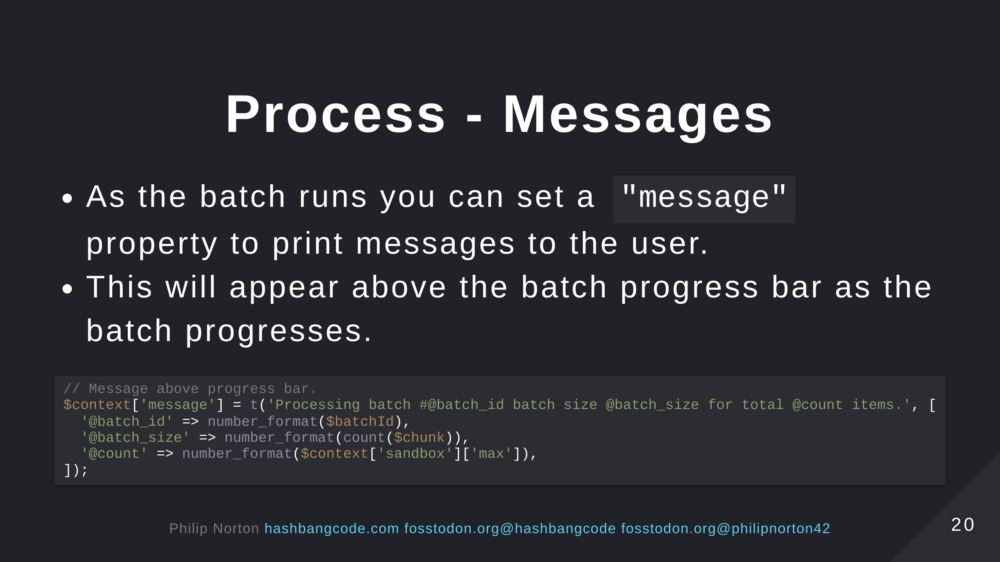 Process - Messages
• As the batch runs you can set a "message"
property to print messages to the user.
• This will appear above the batch progress bar as the
batch progresses.
// Message above progress bar.
$context['message'] = t('Processing batch #@batch_id batch size @batch_size for total @count items.', [
  '@batch_id' => number_format($batchId),
  '@batch_size' => number_format(count($chunk)),
  '@count' => number_format($context['sandbox']['max']),
]);
Philip Norton hashbangcode.com fosstodon.org@hashbangcode fosstodon.org@philipnorton42
20